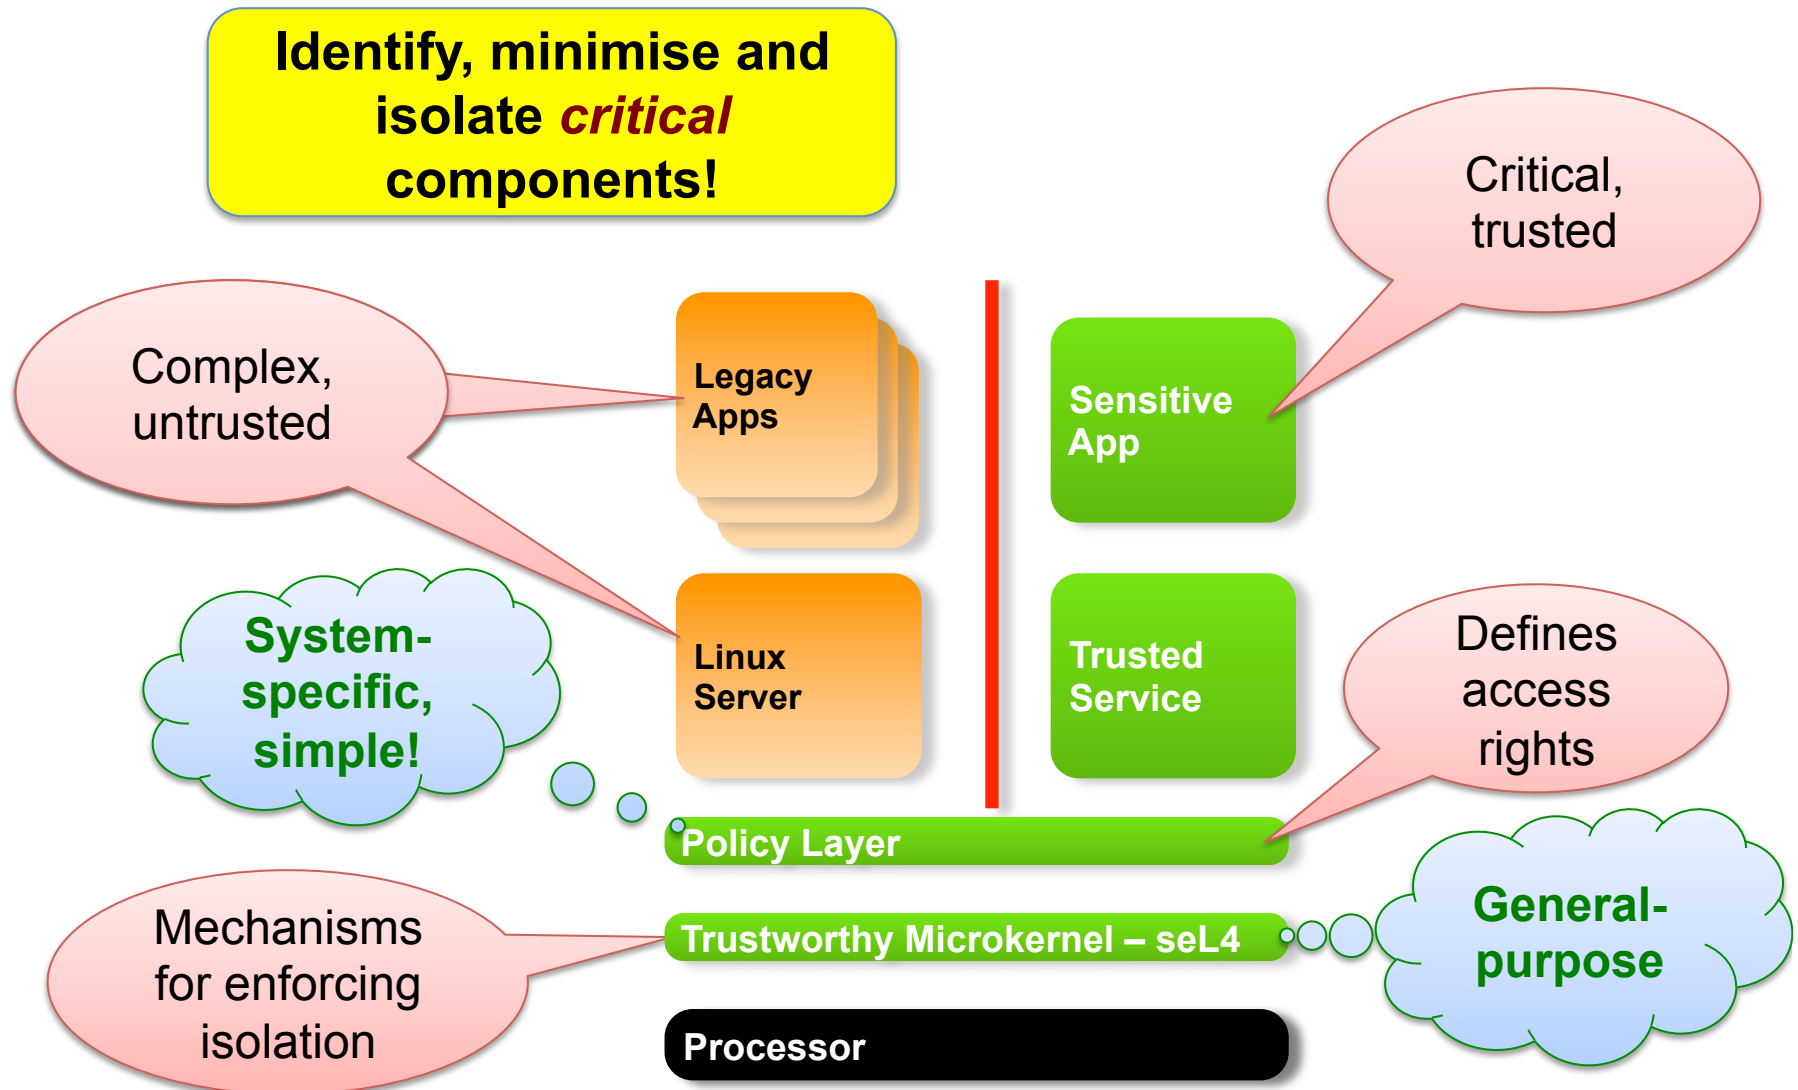 Identify, minimise and
isolate critical
components!
Critical,
trusted
Complex,
untrusted
Legacy
Apps
Sensitive
App
System-
specific,
simple!
Linux
Server
Trusted
Service
Defines
access
rights
Policy Layer
Mechanisms
for enforcing
isolation
Trustworthy Microkernel – seL4
General-
purpose
Processor